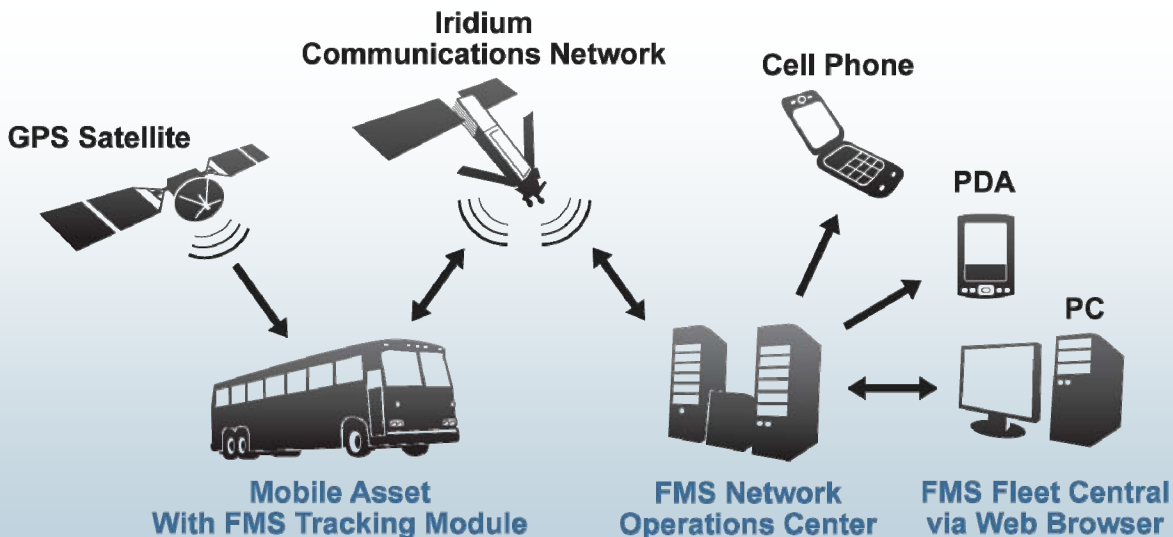 Iridium
Communications Network
Cell Phone
GPS Satellite
PDA
PC
Mobile Asset
With FMS Tracking Module
FMS Network
Operations Center
FMS Fleet Central
via Web Browser